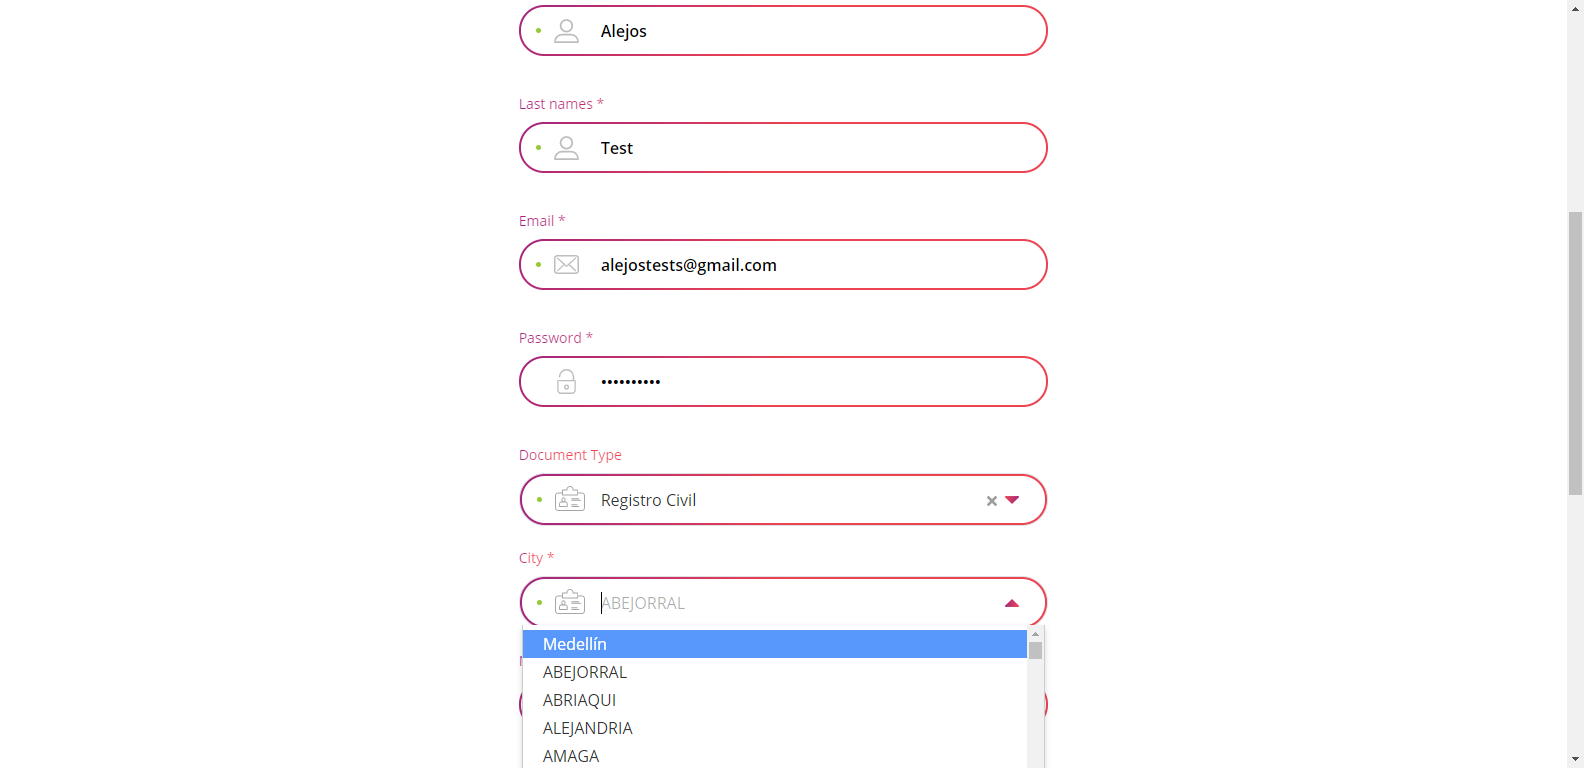 Alejos
Last names *
Test
Email *
alejostests@gmail.com
Password *
••••••••••
Document Type
Registro Civil
City *
ABEJORRAL
Medellín
ABEJORRAL
ABRIAQUI
ALEJANDRIA
AMAGA